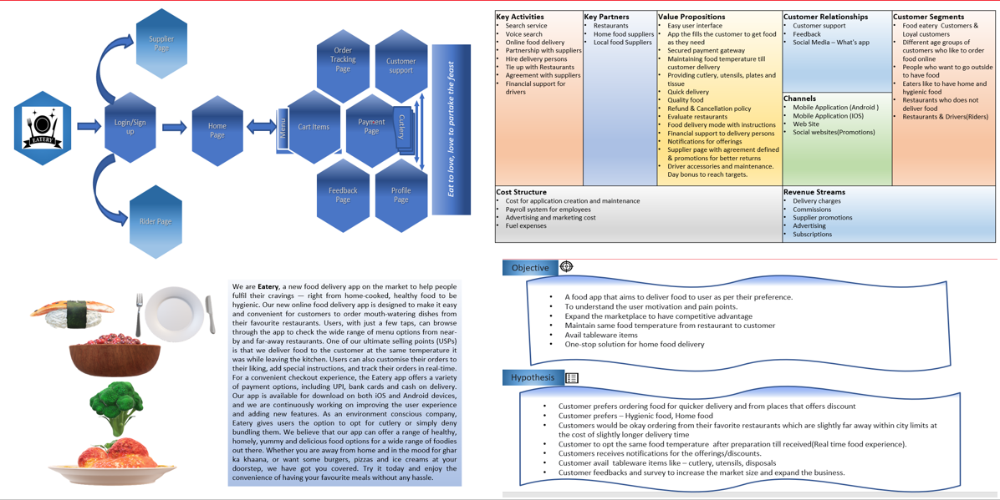 Supplier
Page
Login/Sign
up
Rider Page
EATERY
Home
Page
Menu
Cart Items
Order
Tracking
Page
Customer
support
Payment
Page
Cutlery
Feedback
Page
Profile
Page
Eat to love, love to partake the feast
Key Activities
• Search service
• Voice search
• Online food delivery
• Partnership with suppliers
• Hire delivery persons
• Tie up with Restaurants
• Agreement with suppliers
• Financial support for
drivers
Key Partners
• Restaurants
• Home food suppliers
• Local food Suppliers
Value Propositions
• Easy user interface
• App the fills the customer to get food
as they need
• Secured payment gateway
• Maintaining food temperature till
customer delivery
• Providing cutlery, utensils, plates and
tissue
• Quick delivery
• Quality food
• Refund & Cancellation policy
• Evaluate restaurants
• Food delivery mode with instructions
• Financial support to delivery persons
• Notifications for offerings
• Supplier page with agreement defined
& promotions for better returns
• Driver accessories and maintenance.
Day bonus to reach targets.
Customer Relationships
• Customer support
• Feedback
• Social Media – What's app
Channels
• Mobile Application (Android )
• Mobile Application (IOS)
• Web Site
• Social websites(Promotions)
Customer Segments
• Food eatery Customers &
Loyal customers
• Different age groups of
customers who like to order
food online
• People who want to go outside
to have food
• Eaters like to have home and
hygienic food
• Restaurants who does not
deliver food
• Restaurants & Drivers(Riders)
Cost Structure
• Cost for application creation and maintenance
• Payroll system for employees
• Advertising and marketing cost
• Fuel expenses
Revenue Streams
• Delivery charges
• Commissions
• Supplier promotions
• Advertising
• Subscriptions
We are Eatery, a new food delivery app on the market to help people
fulfil their cravings — right from home-cooked, healthy food to be
hygienic. Our new online food delivery app is designed to make it easy
and convenient for customers to order mouth-watering dishes from
their favourite restaurants. Users, with just a few taps, can browse
through the app to check the wide range of menu options from near-
by and far-away restaurants. One of our ultimate selling points (USPs)
is that we deliver food to the customer at the same temperature it
was while leaving the kitchen. Users can also customise their orders to
their liking, add special instructions, and track their orders in real-time.
For a convenient checkout experience, the Eatery app offers a variety
of payment options, including UPI, bank cards and cash on delivery.
Our app is available for download on both iOS and Android devices,
and we are continuously working on improving the user experience
and adding new features. As an environment conscious company,
Eatery gives users the option to opt for cutlery or simply deny
bundling them. We believe that our app can offer a range of healthy,
homely, yummy and delicious food options for a wide range of foodies
out there. Whether you are away from home and in the mood for ghar
ka khaana, or want some burgers, pizzas and ice creams at your
doorstep, we have got you covered. Try it today and enjoy the
convenience of having your favourite meals without any hassle.
Objective
• A food app that aims to deliver food to user as per their preference.
• To understand the user motivation and pain points.
• Expand the marketplace to have competitive advantage
• Maintain same food temperature from restaurant to customer
• Avail tableware items
• One-stop solution for home food delivery
Hypothesis
• Customer prefers ordering food for quicker delivery and from places that offers discount
• Customer prefers – Hygienic food, Home food
• Customers would be okay ordering from their favorite restaurants which are slightly far away within city limits at
the cost of slightly longer delivery time
• Customer to opt the same food temperature after preparation till received(Real time food experience).
• Customers receives notifications for the offerings/discounts.
• Customer avail tableware items like – cutlery, utensils, disposals
• Customer feedbacks and survey to increase the market size and expand the business.